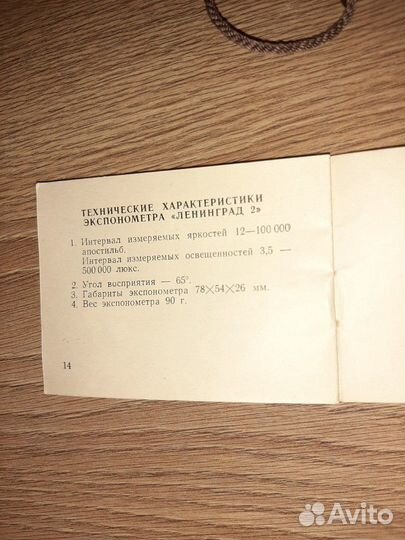 ТЕХНИЧЕСКИЕ ХАРАКТЕРИСТИКИ
ЭКСПОНОМЕТРА «ЛЕНИНГРАД 2»
1. Интервал измеряемых яркостей 12—100 000
апостильб.
Интервал измеряемых освещенностей 3,5 —
500 000 люкс.
2. Угол восприятия — 65°.
3. Габариты экспонометра 78×54×26 мм.
4. Вес экспонометра 90 г.
14
Avito